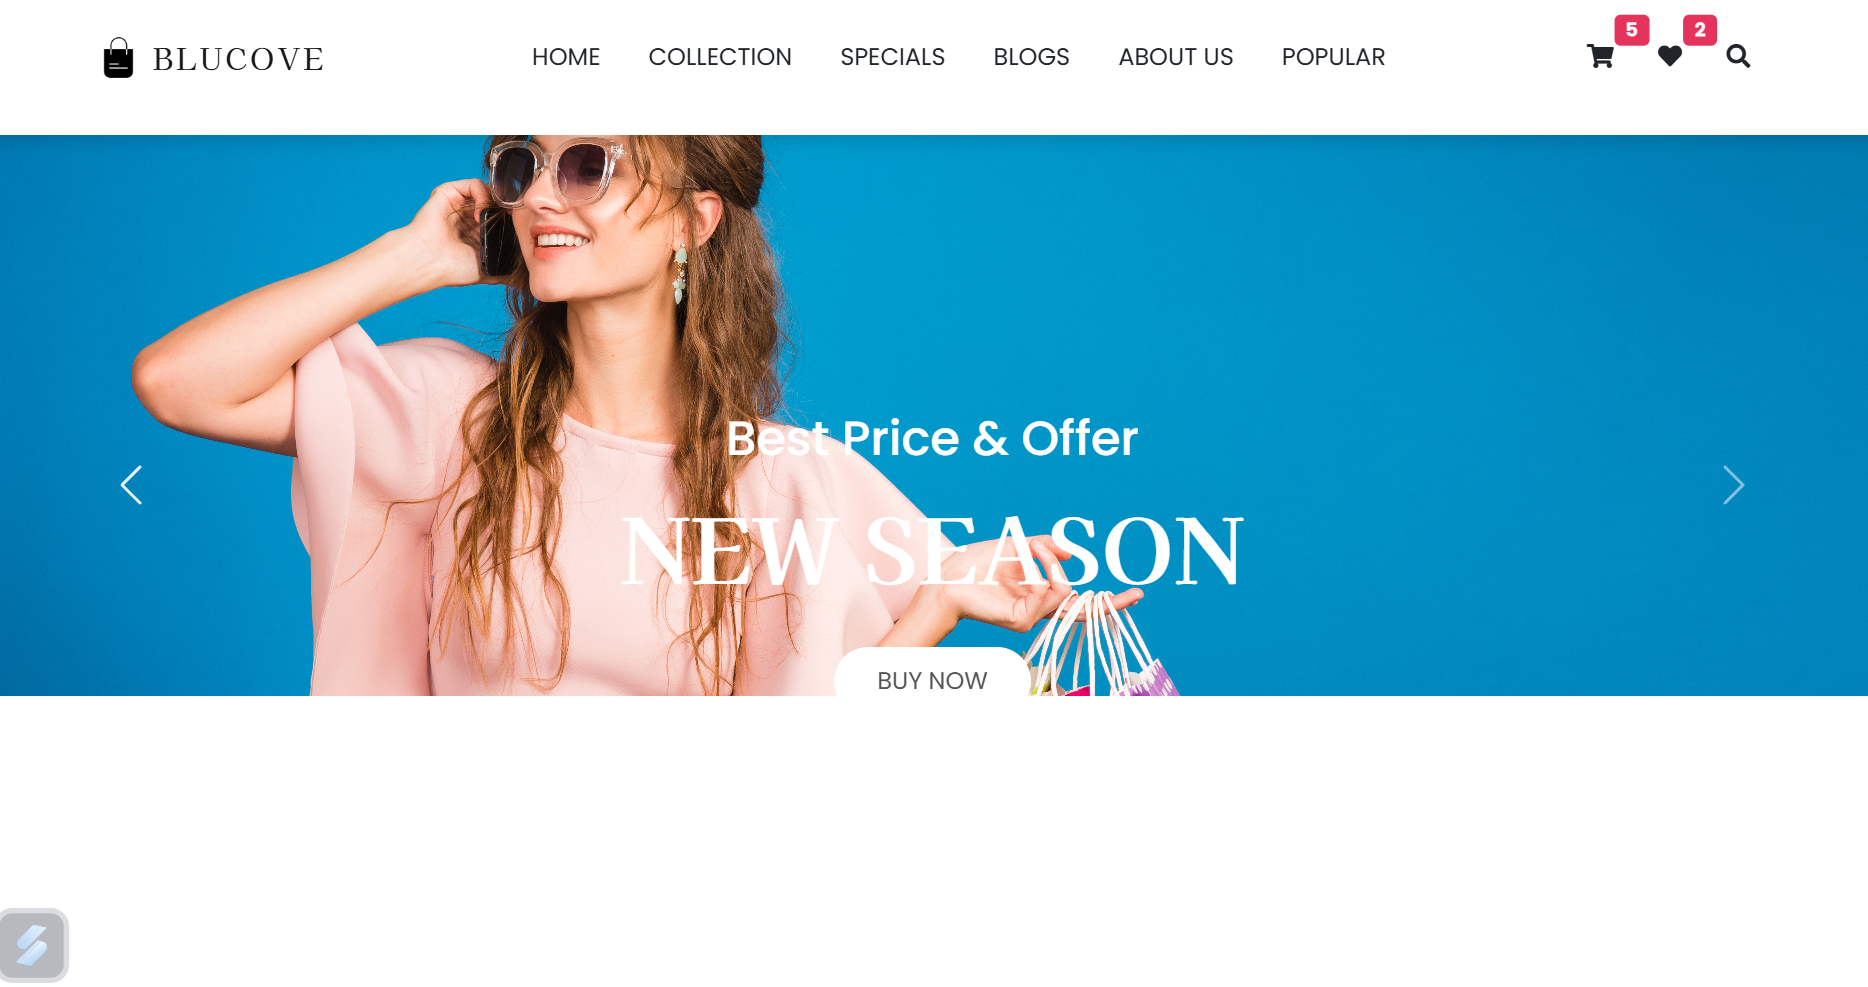 BLUCOVE
HOME COLLECTION SPECIALS BLOGS ABOUT US POPULAR
5 2
Best Price & Offer
NEW SEASON
BUY NOW